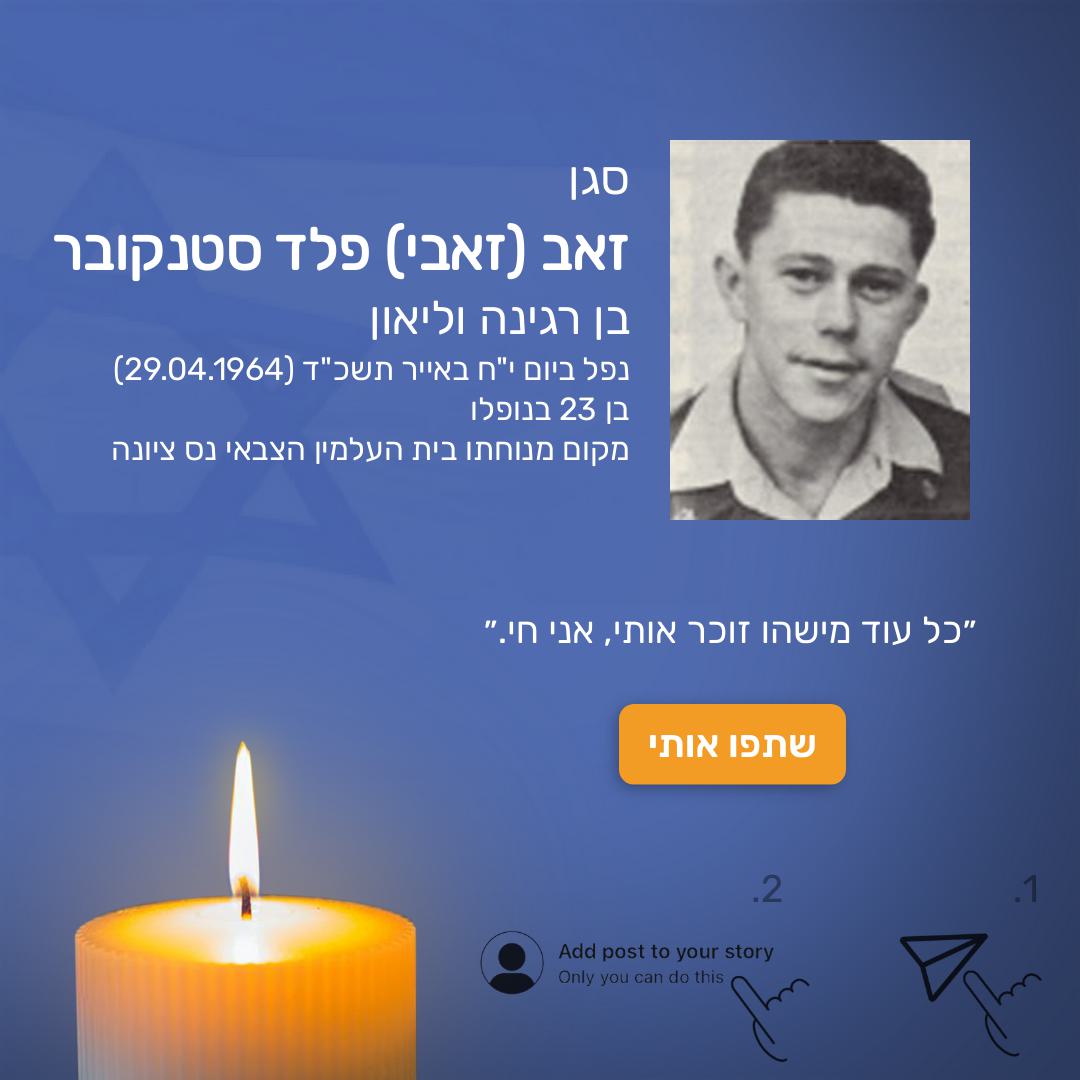 סגן
זאב (זאבי) פלד סטנקובר
בן רגינה וליאון
נפל ביום י"ח באייר תשכ"ד (29.04.1964)
בן 23 בנופלו
מקום מנוחתו בית העלמין הצבאי נס ציונה
״כל עוד מישהו זוכר אותי, אני חי.״
שתפו אותי
1.
2.
Add post to your story
Only you can do this